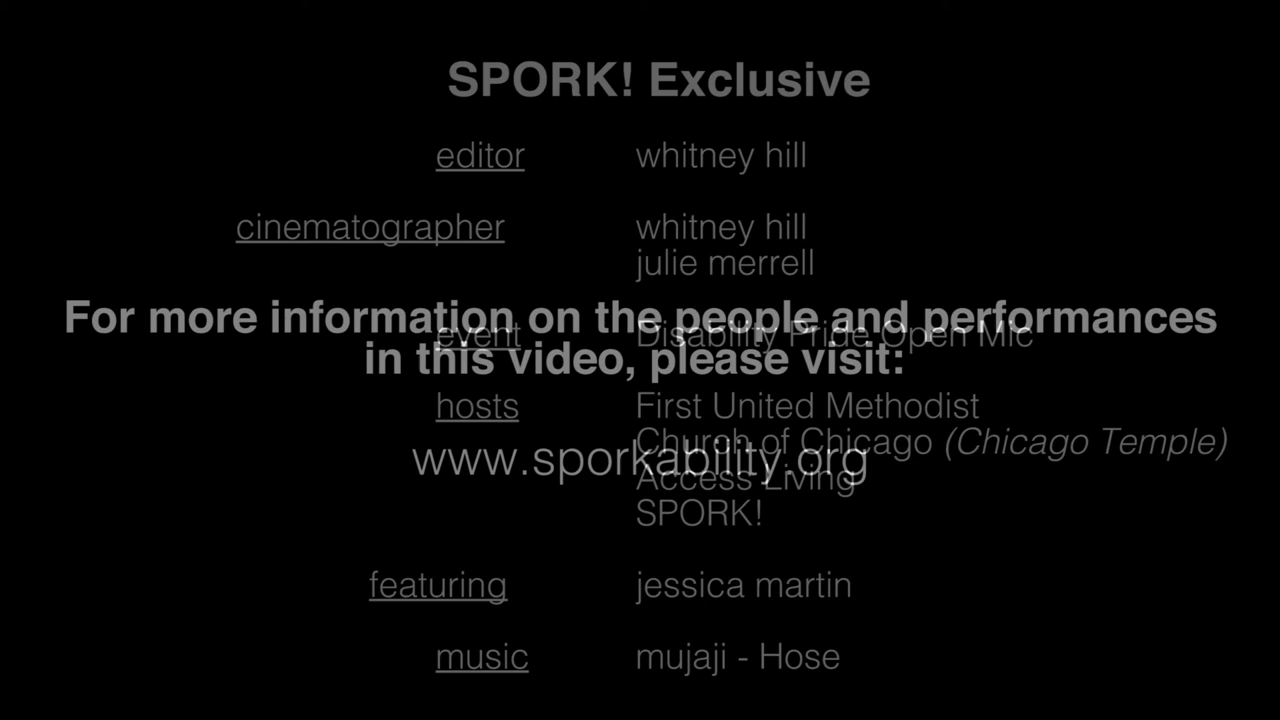 SPORK! Exclusive
editor whitney hill
cinematographer whitney hill
julie merrell
For more information on the people and performances
event Disability Pride Open Mic
in this video, please visit:
hosts First United Methodist
Church of Chicago (Chicago Temple)
www.sporkability.org
Access Living
SPORK!
featuring jessica martin
music mujaji - Hose